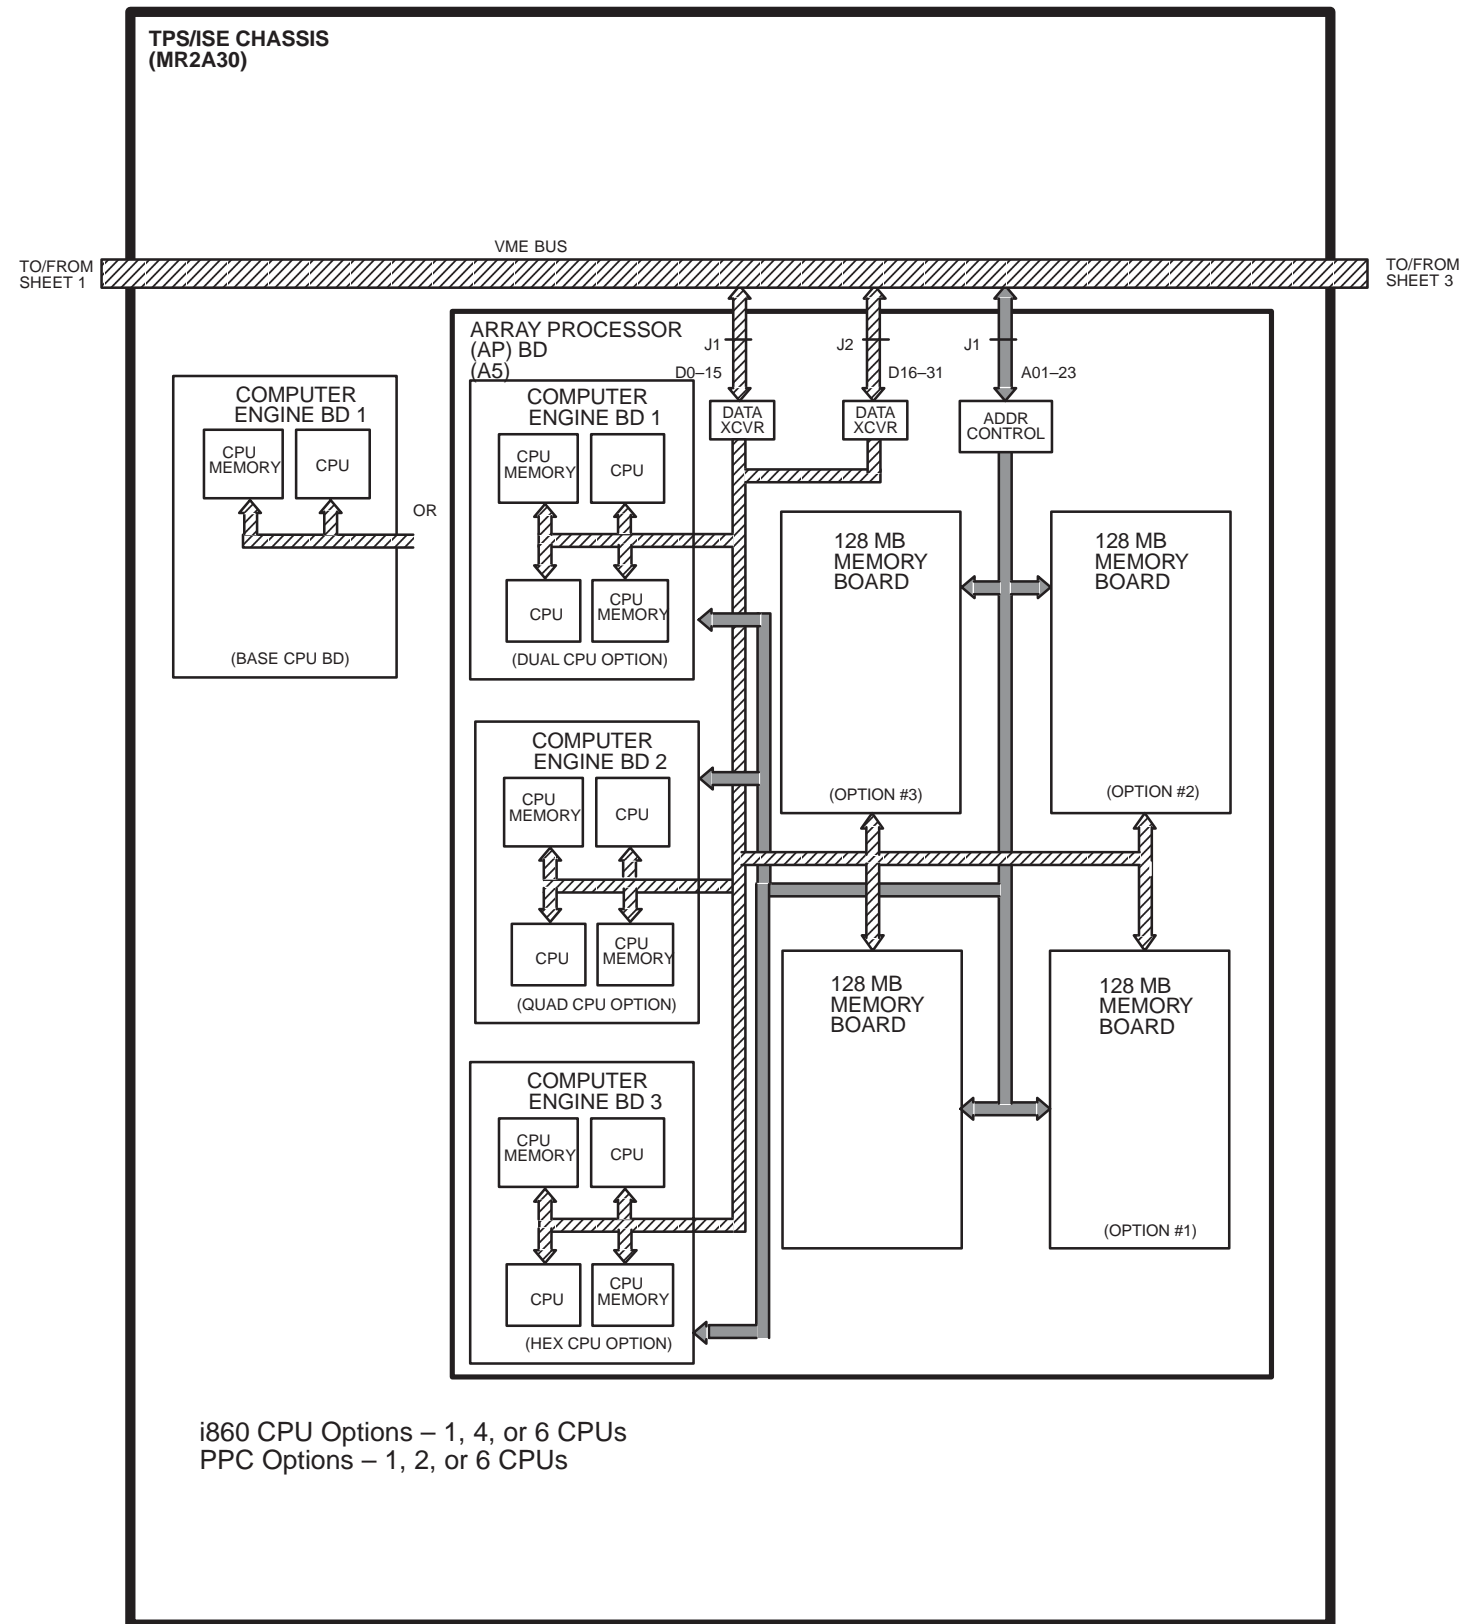 TPS/ISE CHASSIS
(MR2A30)
VME BUS
TO/FROM
SHEET 1
TO/FROM
SHEET 3
ARRAY PROCESSOR
(AP) BD
(A5)
J1
J2
J1
D0–15
D16–31
A01–23
DATA
XCVR
DATA
XCVR
ADDR
CONTROL
COMPUTER
ENGINE BD 1
CPU
MEMORY
CPU
(BASE CPU BD)
OR
COMPUTER
ENGINE BD 1
CPU
MEMORY
CPU
CPU
CPU
MEMORY
(DUAL CPU OPTION)
128 MB
MEMORY
BOARD
(OPTION #3)
128 MB
MEMORY
BOARD
(OPTION #2)
COMPUTER
ENGINE BD 2
CPU
MEMORY
CPU
CPU
CPU
MEMORY
(QUAD CPU OPTION)
128 MB
MEMORY
BOARD
128 MB
MEMORY
BOARD
(OPTION #1)
COMPUTER
ENGINE BD 3
CPU
MEMORY
CPU
CPU
CPU
MEMORY
(HEX CPU OPTION)
i860 CPU Options – 1, 4, or 6 CPUs
PPC Options – 1, 2, or 6 CPUs